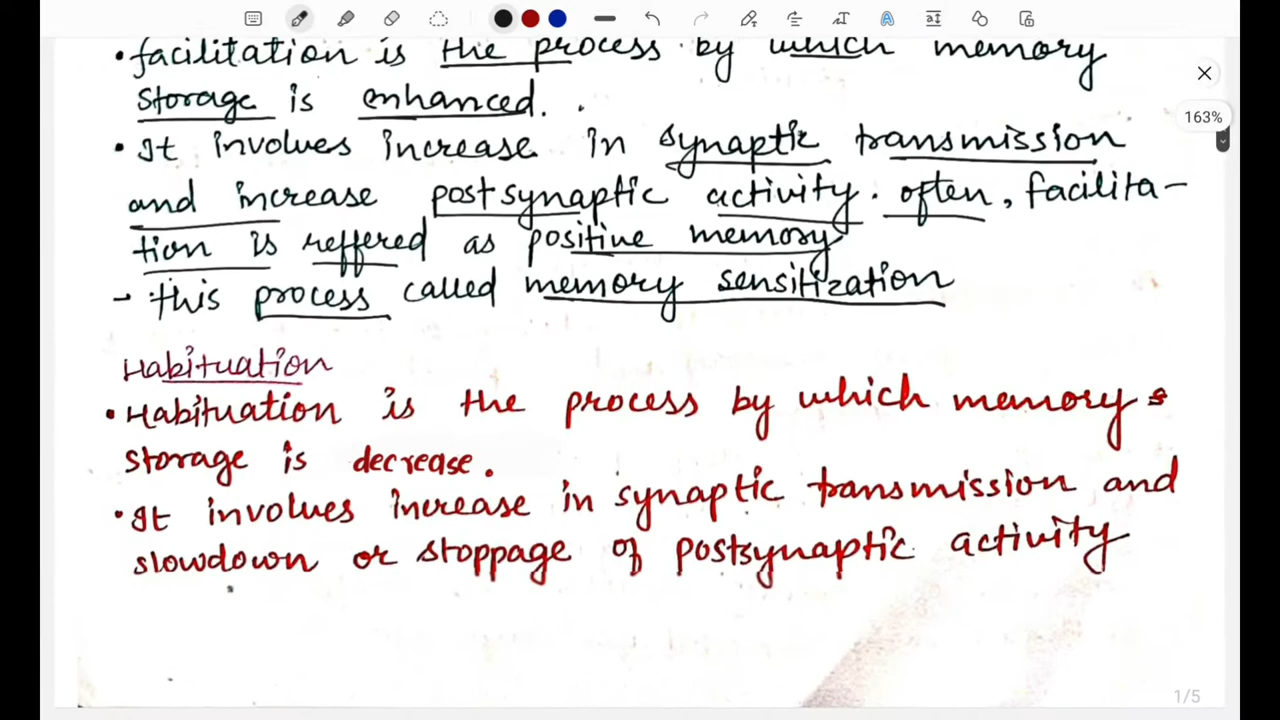 163%
• facilitation is the process by which memory
storage is enhanced.
• It involves increase in synaptic transmission
and increase postsynaptic activity. often, facilita-
tion is reffered as positive memory
- this process called memory sensitization
Habituation
• Habituation is the process by which memory s
storage is decrease.
• It involves increase in synaptic transmission and
slowdown or stoppage of postsynaptic activity
1/5